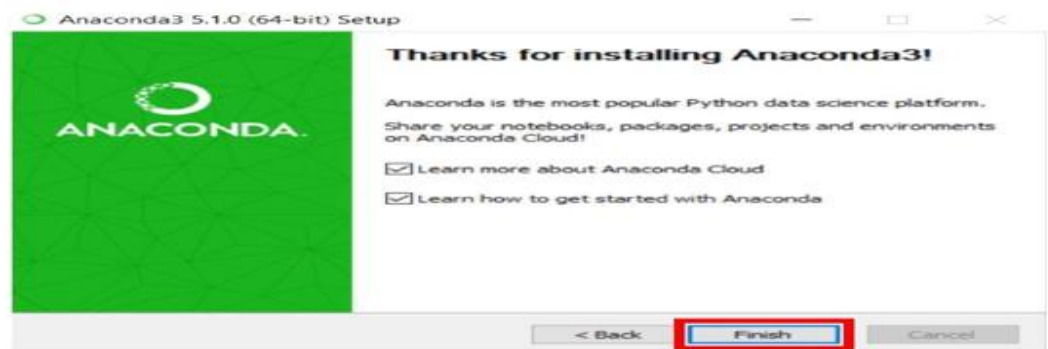 Anaconda3 5.1.0 (64-bit) Setup
Thanks for installing Anaconda3!
ANACONDA.
Anaconda is the most popular Python data science platform.
Share your notebooks, packages, projects and environments
on Anaconda Cloud!
Learn more about Anaconda Cloud
Learn how to get started with Anaconda
< Back
Finish
Cancel